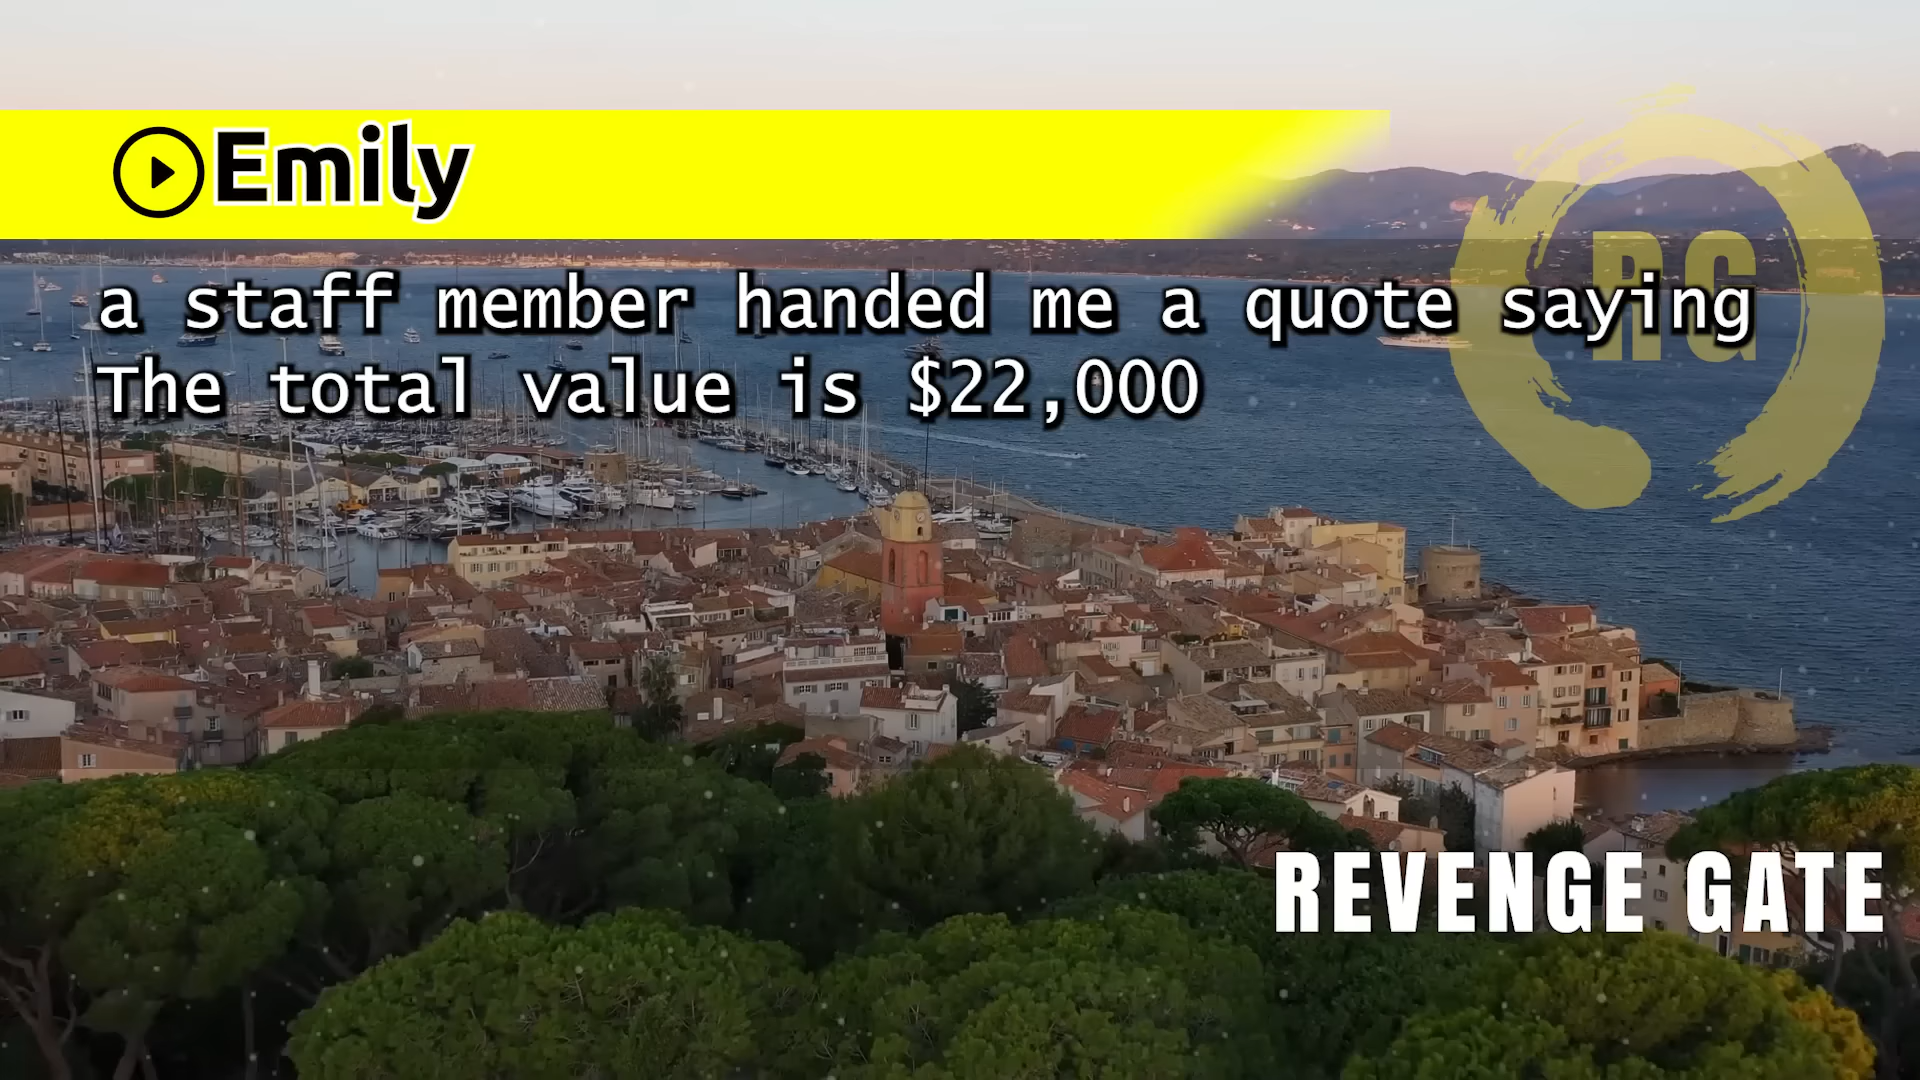 Emily
RG
a staff member handed me a quote saying
The total value is $22,000
REVENGE GATE